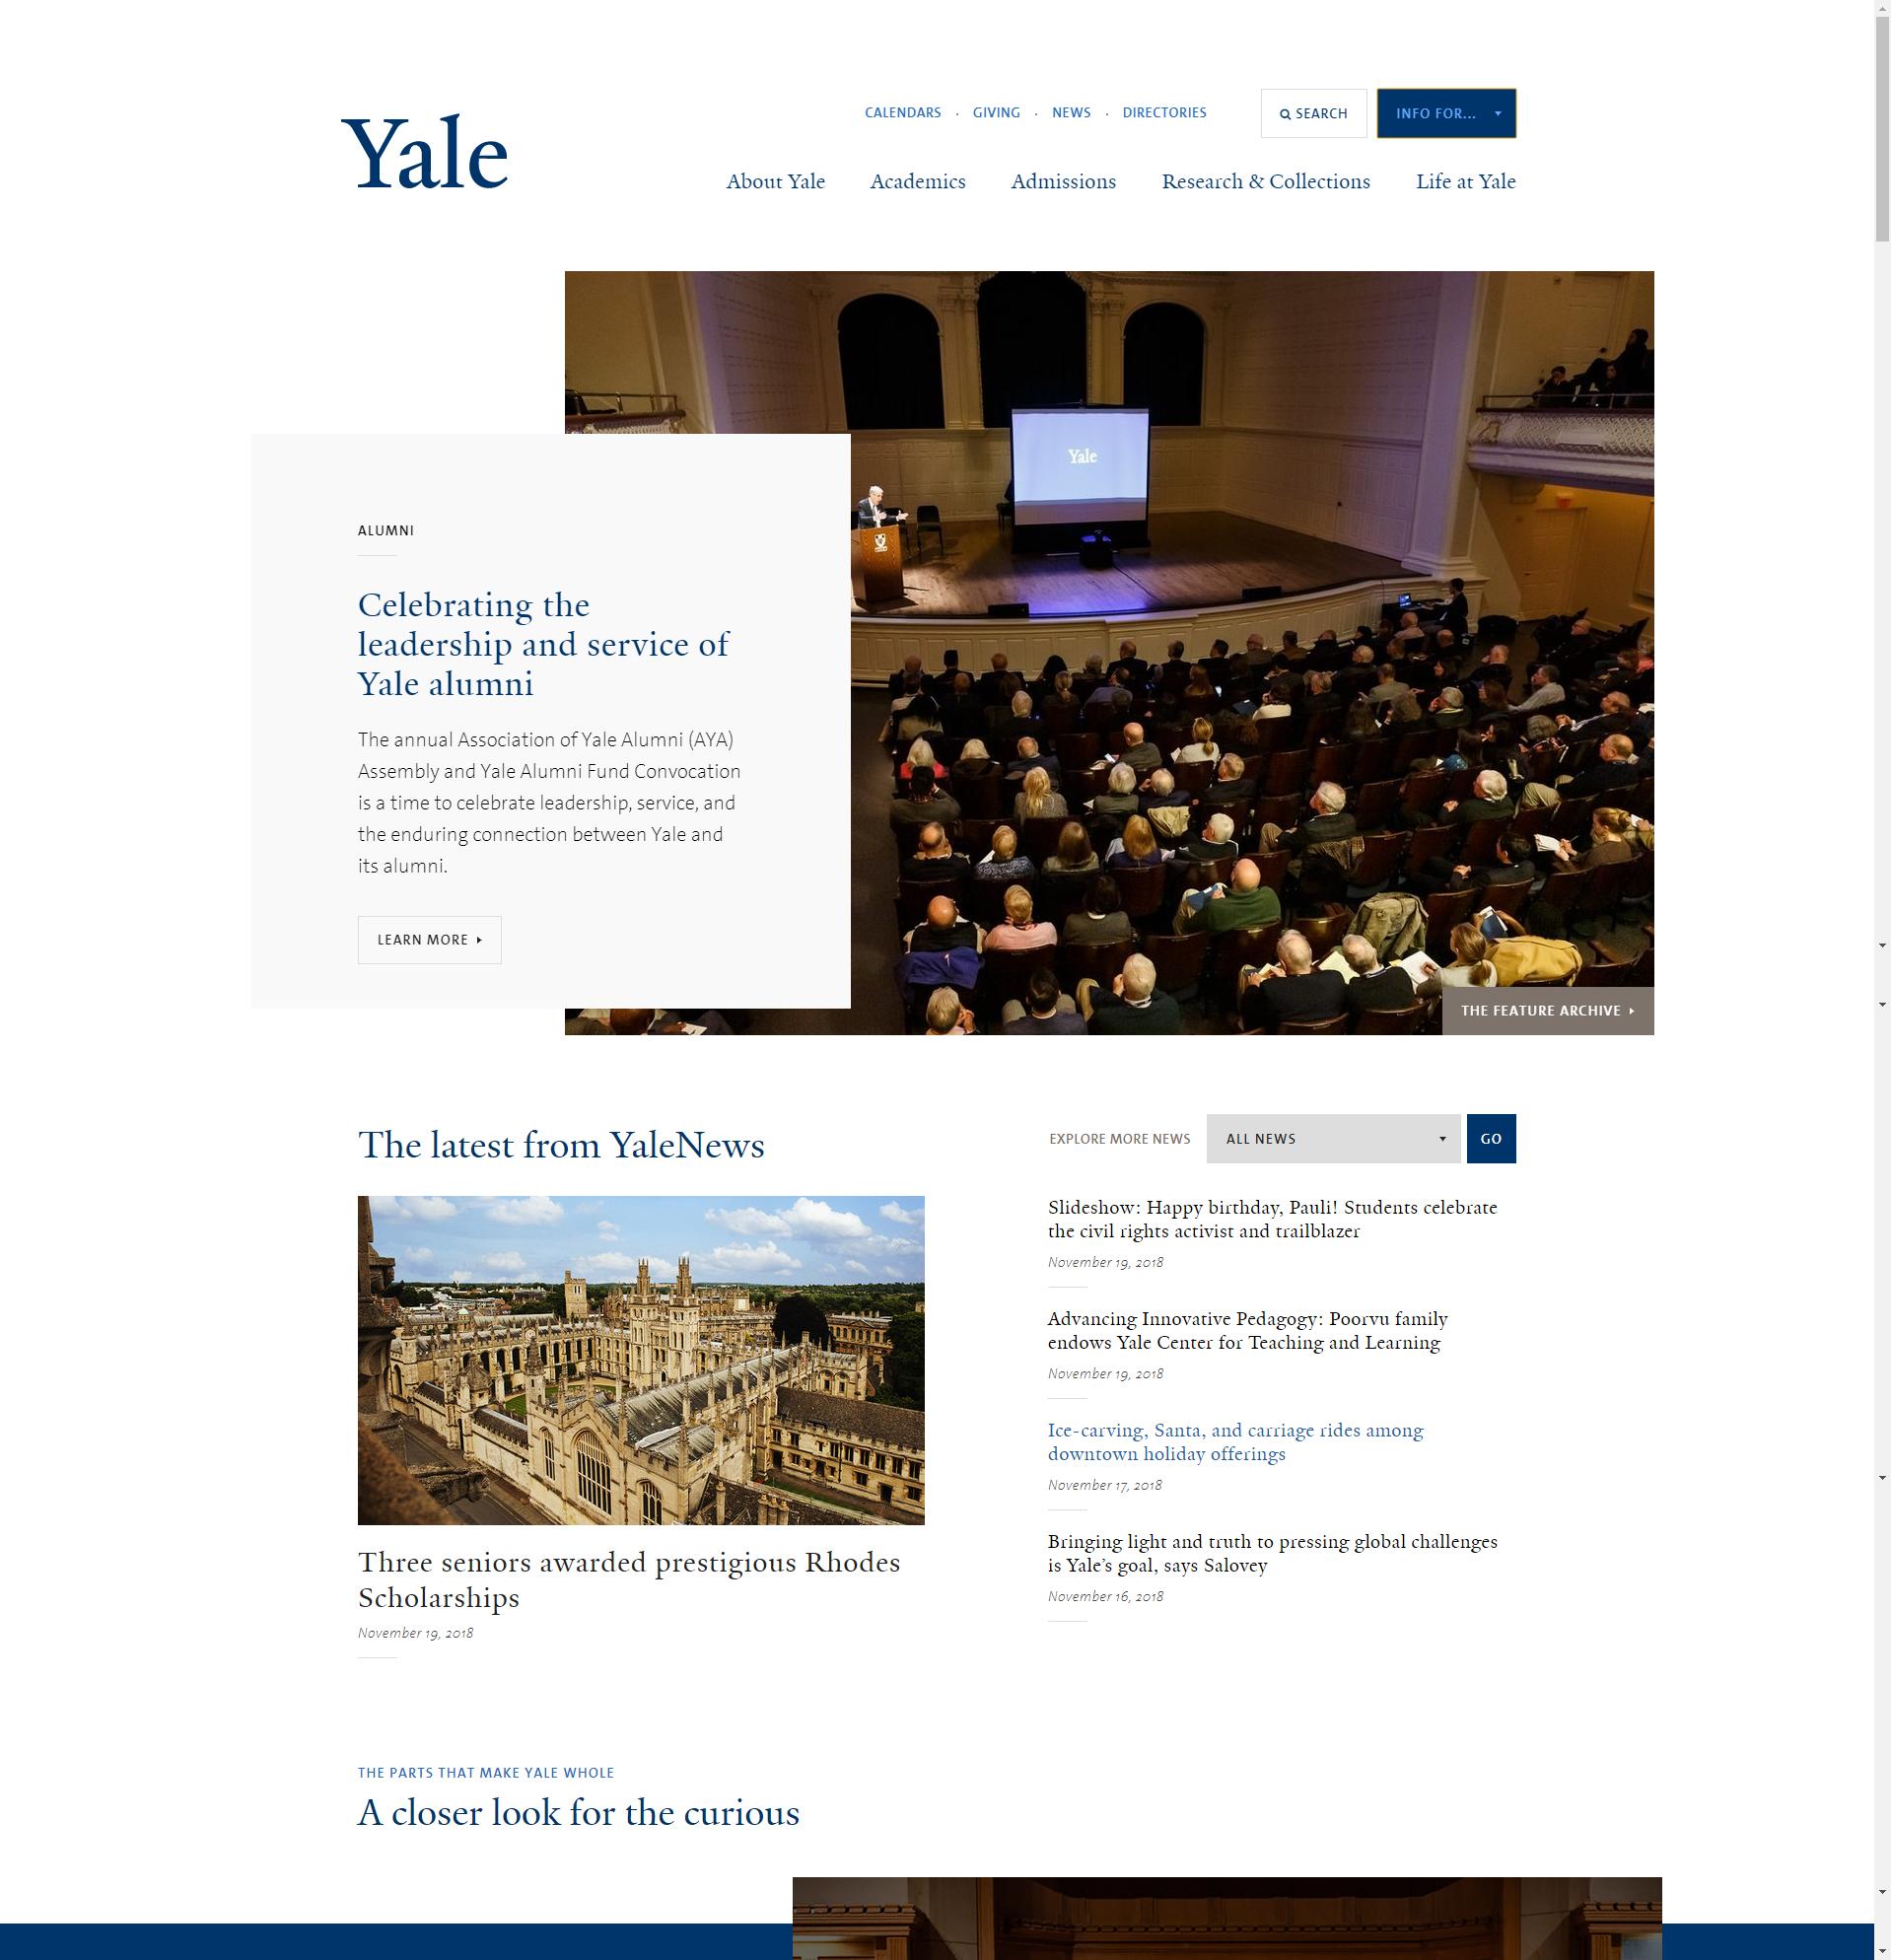 Yale
CALENDARS · GIVING · NEWS · DIRECTORIES
SEARCH
INFO FOR...
About Yale Academics Admissions Research & Collections Life at Yale
Yale
ALUMNI
Celebrating the
leadership and service of
Yale alumni
The annual Association of Yale Alumni (AYA)
Assembly and Yale Alumni Fund Convocation
is a time to celebrate leadership, service, and
the enduring connection between Yale and
its alumni.
LEARN MORE
THE FEATURE ARCHIVE
The latest from YaleNews
EXPLORE MORE NEWS
ALL NEWS
GO
Three seniors awarded prestigious Rhodes
Scholarships
November 19, 2018
Slideshow: Happy birthday, Pauli! Students celebrate
the civil rights activist and trailblazer
November 19, 2018
Advancing Innovative Pedagogy: Poorvu family
endows Yale Center for Teaching and Learning
November 19, 2018
Ice-carving, Santa, and carriage rides among
downtown holiday offerings
November 17, 2018
Bringing light and truth to pressing global challenges
is Yale’s goal, says Salovey
November 16, 2018
THE PARTS THAT MAKE YALE WHOLE
A closer look for the curious